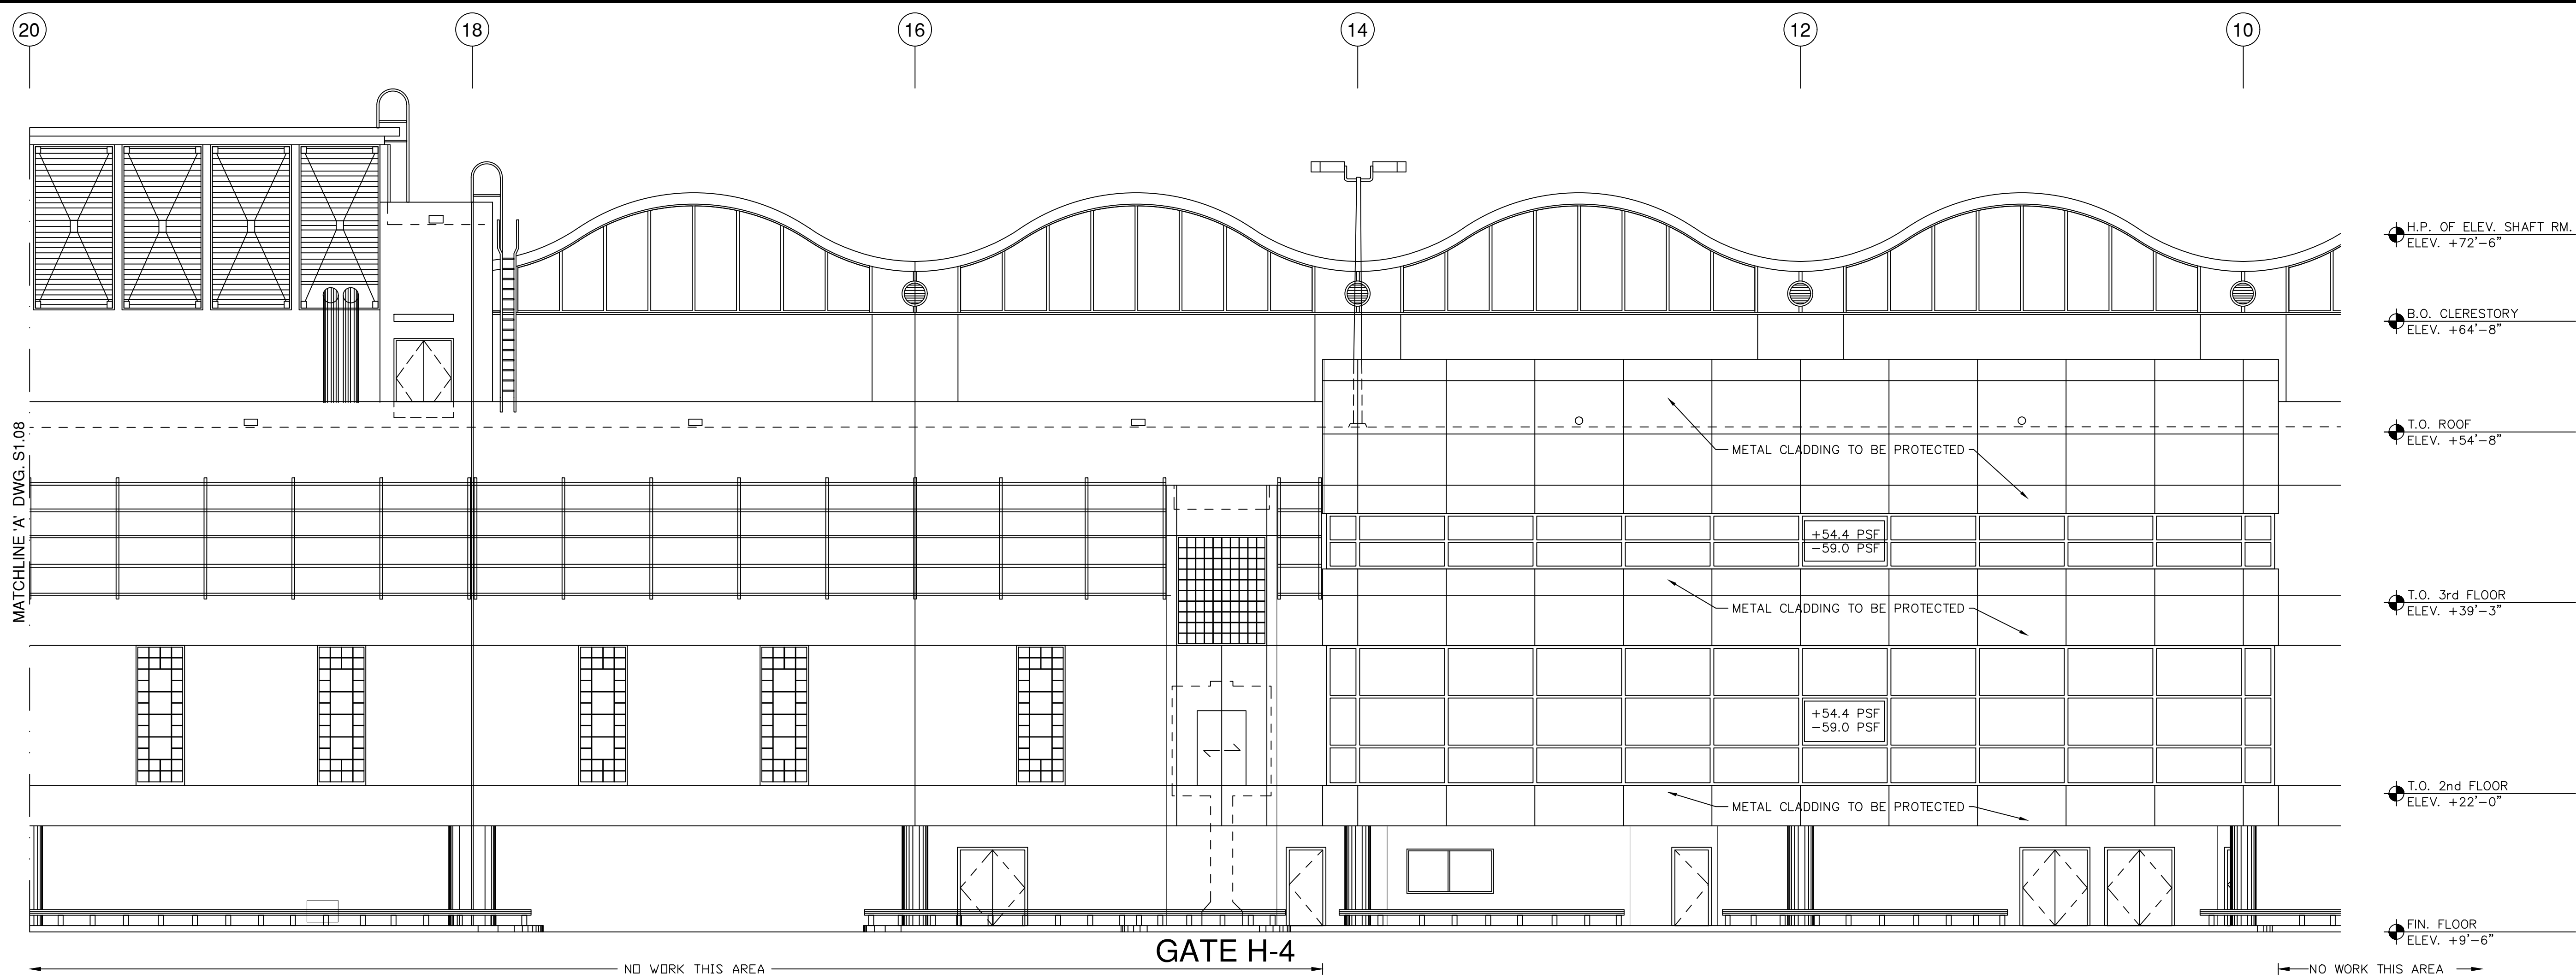 20
18
16
14
12
10
H.P. OF ELEV. SHAFT RM.
ELEV. +72'-6"
B.O. CLERESTORY
ELEV. +64'-8"
T.O. ROOF
ELEV. +54'-8"
MATCHLINE 'A' DWG. S1.08
METAL CLADDING TO BE PROTECTED
+54.4 PSF
-59.0 PSF
T.O. 3rd FLOOR
ELEV. +39'-3"
METAL CLADDING TO BE PROTECTED
+54.4 PSF
-59.0 PSF
T.O. 2nd FLOOR
ELEV. +22'-0"
METAL CLADDING TO BE PROTECTED
FIN. FLOOR
ELEV. +9'-6"
GATE H-4
NO WORK THIS AREA
NO WORK THIS AREA